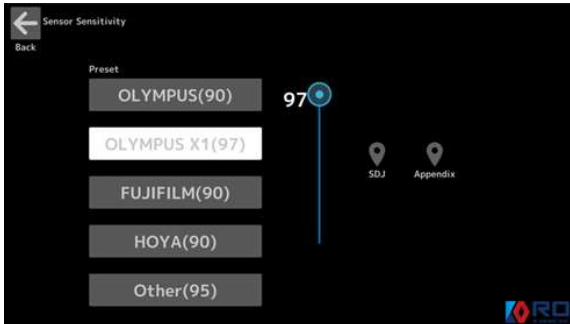 Sensor Sensitivity
Back
Preset
OLYMPUS(90)
97
OLYMPUS X1(97)
SDJ
Appendix
FUJIFILM(90)
HOYA(90)
Other(95)
RO